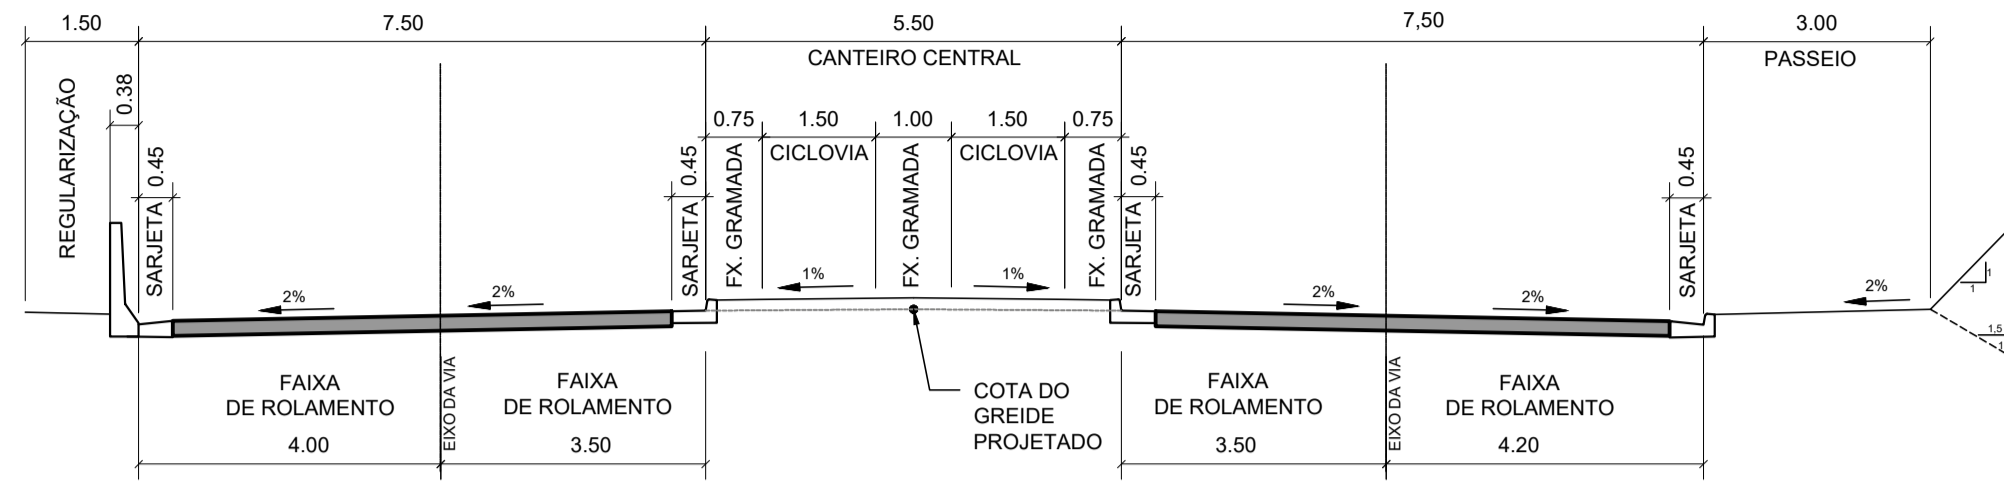 1.50
7.50
5.50
7,50
3.00
CANTEIRO CENTRAL
PASSEIO
REGULARIZAÇÃO
0.38
0.45
SARJETA
0.45
SARJETA
0.75
1.50
1.00
1.50
0.75
FX. GRAMADA
CICLOVIA
FX. GRAMADA
CICLOVIA
FX. GRAMADA
0.45
SARJETA
0.45
SARJETA
2%
2%
1%
1%
2%
2%
2%
1
1
1,5
1
FAIXA
DE ROLAMENTO
4.00
EIXO DA VIA
FAIXA
DE ROLAMENTO
3.50
COTA DO
GREIDE
PROJETADO
FAIXA
DE ROLAMENTO
3.50
EIXO DA VIA
FAIXA
DE ROLAMENTO
4.20